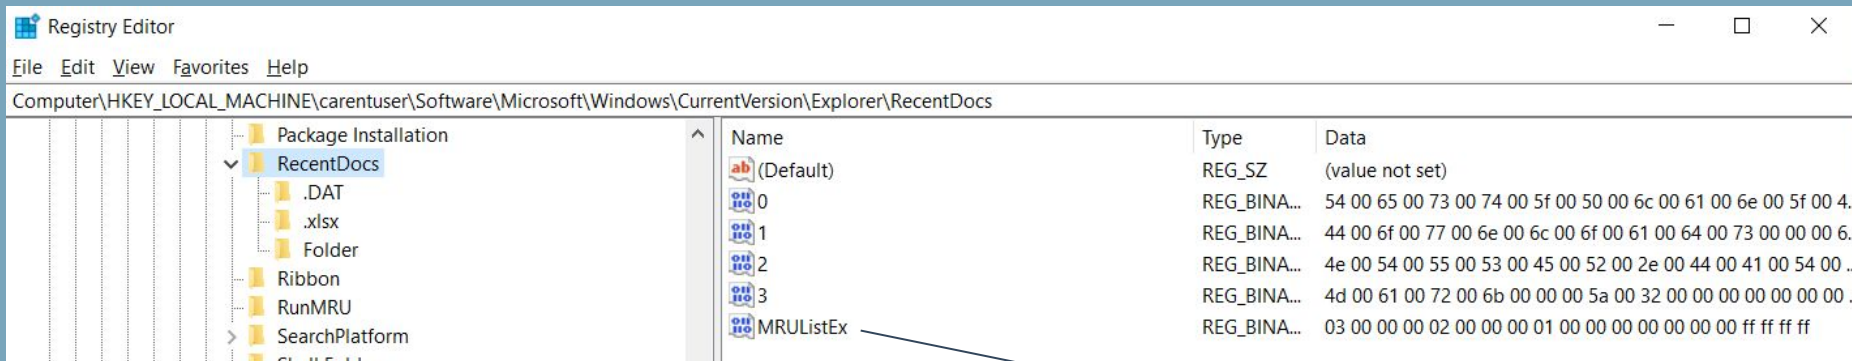 Registry Editor
File Edit View Favorites Help
Computer\HKEY_LOCAL_MACHINE\carentuser\Software\Microsoft\Windows\CurrentVersion\Explorer\RecentDocs
Package Installation
RecentDocs
.DAT
.xlsx
Folder
Ribbon
RunMRU
SearchPlatform
Name Type Data
(Default) REG_SZ (value not set)
0 REG_BINA... 54 00 65 00 73 00 74 00 5f 00 50 00 6c 00 61 00 6e 00 5f 00 4.
1 REG_BINA... 44 00 6f 00 77 00 6e 00 6c 00 6f 00 61 00 64 00 73 00 00 00 6.
2 REG_BINA... 4e 00 54 00 55 00 53 00 45 00 52 00 2e 00 44 00 41 00 54 00 ..
3 REG_BINA... 4d 00 61 00 72 00 6b 00 00 00 5a 00 32 00 00 00 00 00 00 00 .
MRUListEx REG_BINA... 03 00 00 00 02 00 00 00 01 00 00 00 00 00 00 00 ff ff ff ff